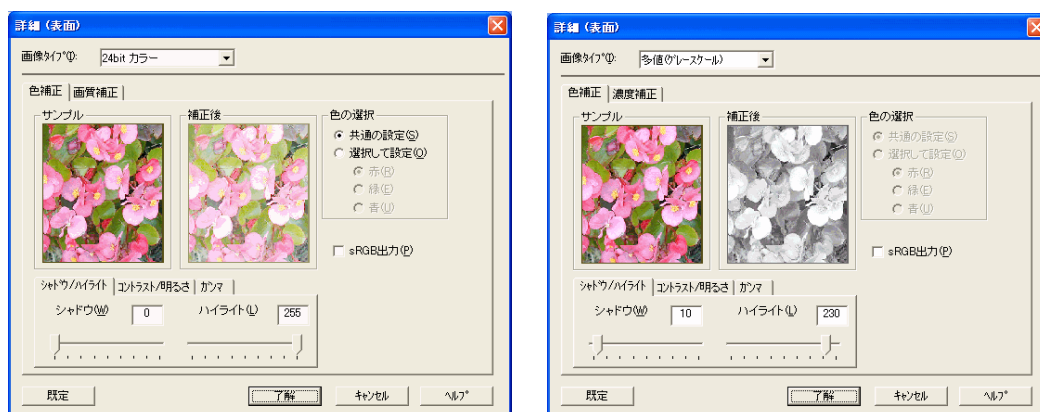 詳細（表面）
画像タイプ(I):
24bit カラー
色補正
画質補正
サンプル
補正後
色の選択
共通の設定(S)
選択して設定(O)
赤(R)
緑(E)
青(U)
sRGB出力(P)
シャドウ/ハイライト
コントラスト/明るさ
ガンマ
シャドウ(W)
0
ハイライト(L)
255
既定
了解
キャンセル
ヘルプ
詳細（表面）
画像タイプ(I):
多値(グレースケール)
色補正
濃度補正
サンプル
補正後
色の選択
共通の設定(S)
選択して設定(O)
赤(R)
緑(E)
青(U)
sRGB出力(P)
シャドウ/ハイライト
コントラスト/明るさ
ガンマ
シャドウ(W)
10
ハイライト(L)
230
既定
了解
キャンセル
ヘルプ